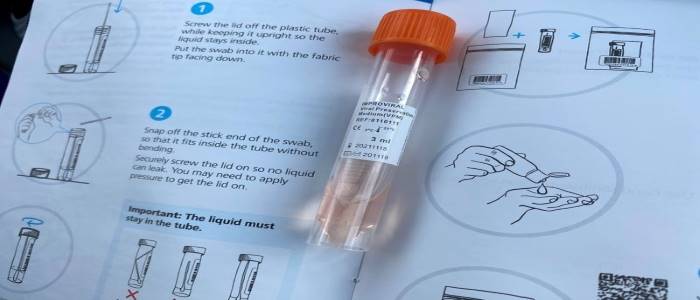 1
Screw the lid off the plastic tube,
while keeping it upright so the
liquid stays inside.
Put the swab into it with the fabric
tip facing down.
2
Snap off the stick end of the swab,
so that it fits inside the tube without
bending.
Securely screw the lid on so no liquid
can leak. You may need to apply
pressure to get the lid on.
Important: The liquid must
stay in the tube.
IMPROVIRAL
Viral Preservation
Medium(VPM)
3 ml
20211115
201116